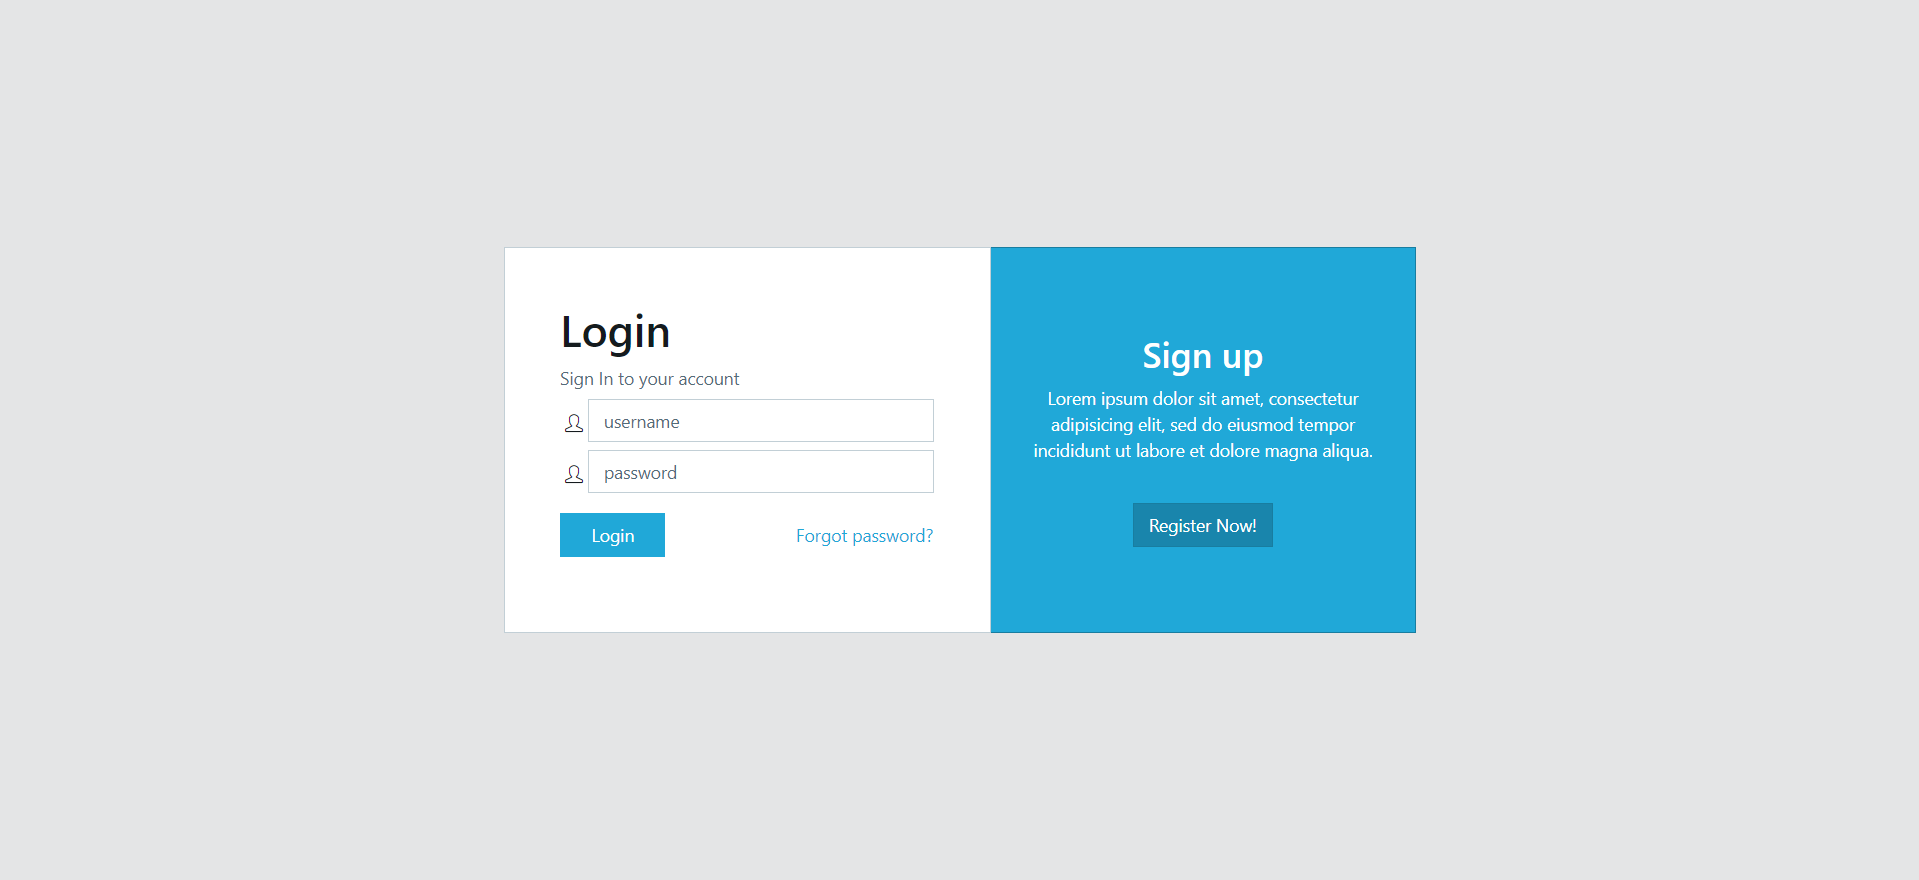 Login
Sign In to your account
username
password
Login
Forgot password?
Sign up
Lorem ipsum dolor sit amet, consectetur
adipisicing elit, sed do eiusmod tempor
incididunt ut labore et dolore magna aliqua.
Register Now!